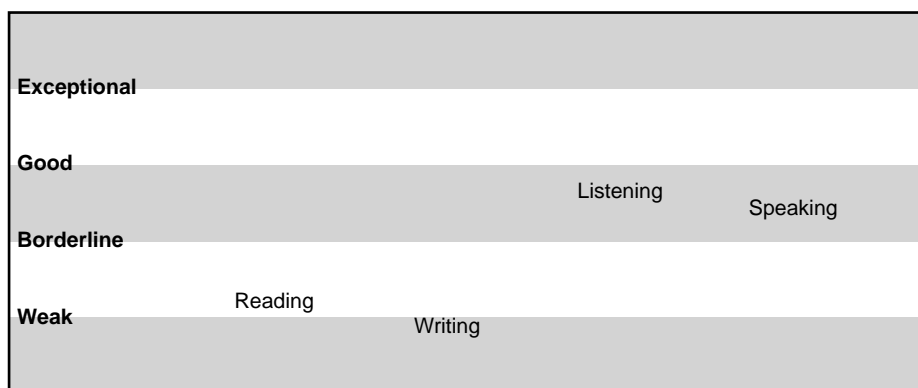 Exceptional
Good
Listening
Speaking
Borderline
Reading
Weak
Writing